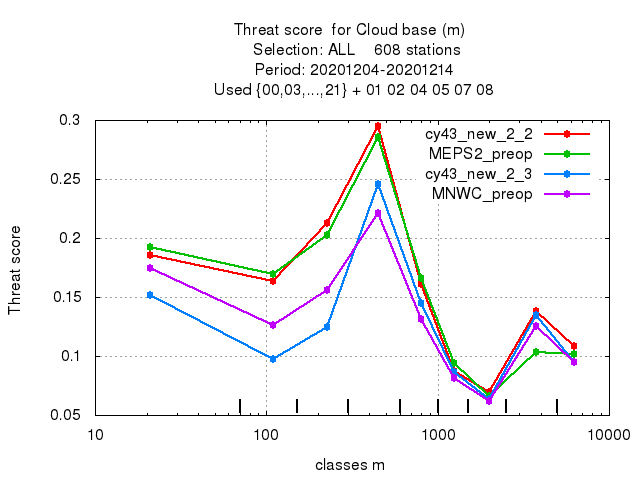 Threat score for Cloud base (m)
Selection: ALL 608 stations
Period: 20201204-20201214
Used {00,03,...,21} + 01 02 04 05 07 08
cy43_new_2_2
MEPS2_preop
cy43_new_2_3
MNWC_preop
Threat score
0.3
0.25
0.2
0.15
0.1
0.05
10
100
1000
10000
classes m